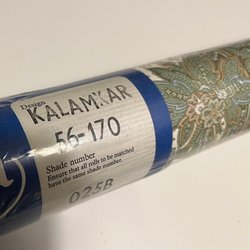 Design
KALAMKAR
56-170
Shade number
Ensure that all rolls to be matched
have the same shade number.
025B